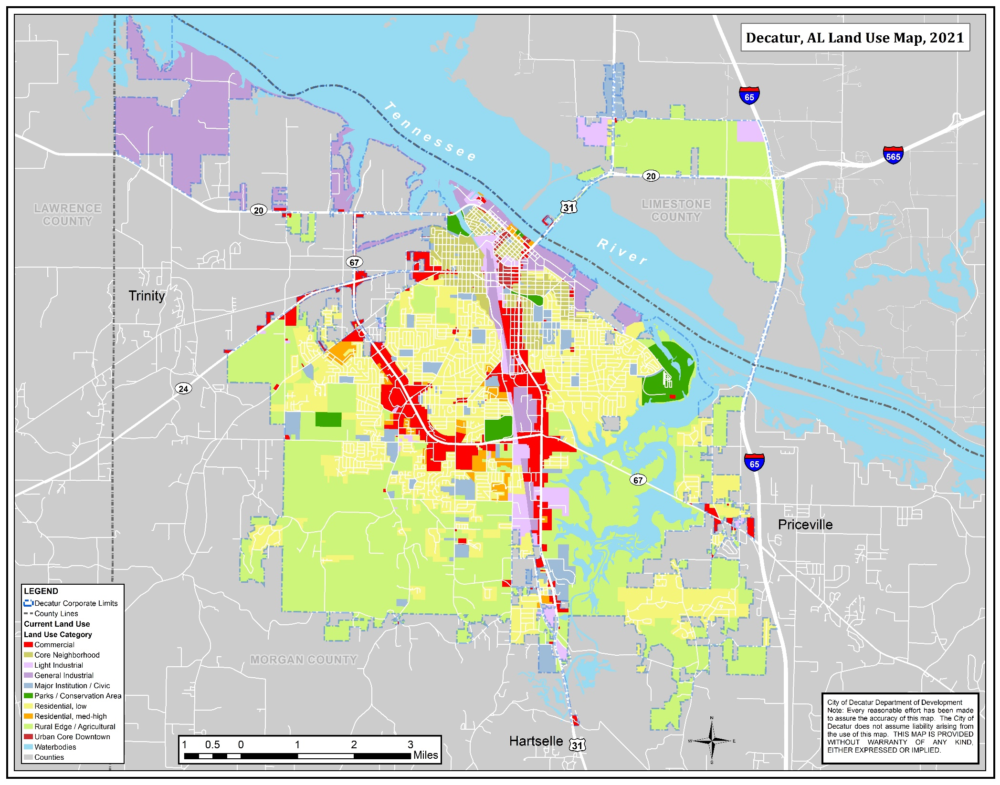 Decatur, AL Land Use Map, 2021
65
Tennessee
565
20
31
LAWRENCE
COUNTY
20
LIMESTONE
COUNTY
River
67
Trinity
24
65
67
Priceville
LEGEND
Decatur Corporate Limits
County Lines
Current Land Use
Land Use Category
Commercial
Core Neighborhood
Light Industrial
General Industrial
Major Institution / Civic
Parks / Conservation Area
Residential, low
Residential, med-high
Rural Edge / Agricultural
Urban Core Downtown
Waterbodies
Counties
MORGAN COUNTY
1 0.5 0 1 2 3
Miles
Hartselle
31
N
W E
S
City of Decatur Department of Development
Note: Every reasonable effort has been made
to assure the accuracy of this map. The City of
Decatur does not assume liability arising from
the use of this map. THIS MAP IS PROVIDED
WITHOUT WARRANTY OF ANY KIND,
EITHER EXPRESSED OR IMPLIED.